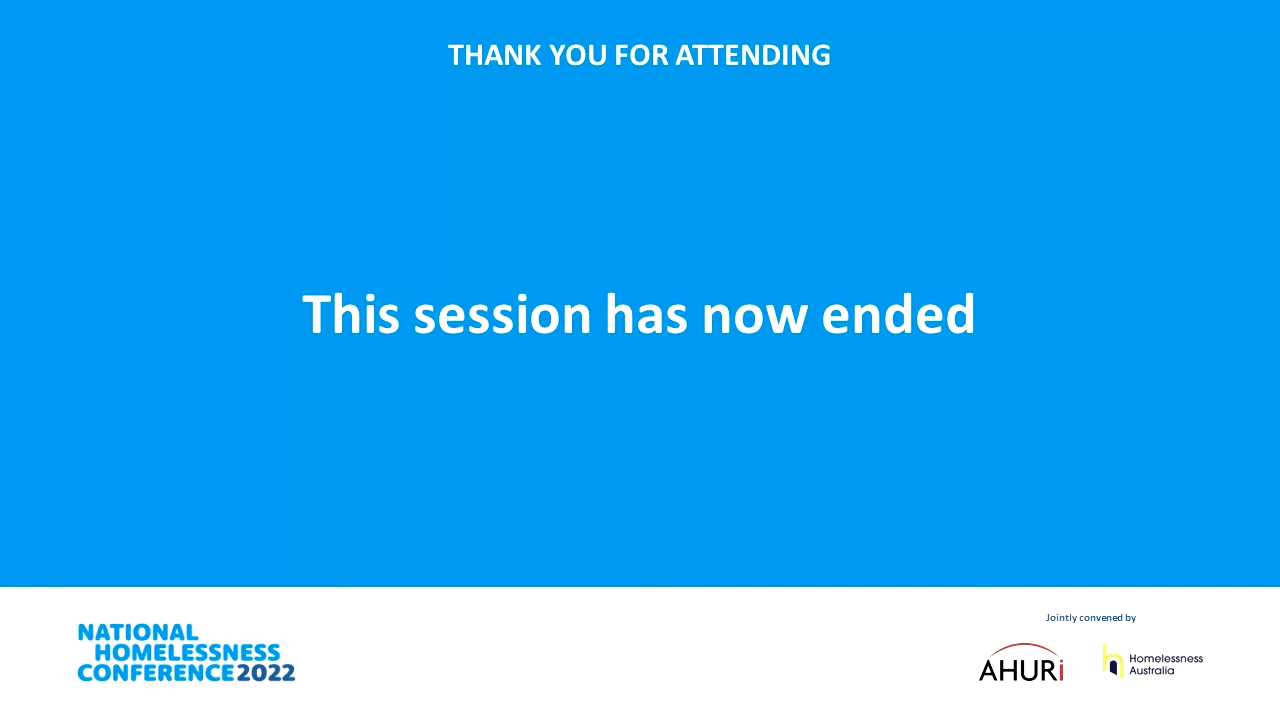 THANK YOU FOR ATTENDING
This session has now ended
NATIONAL
HOMELESSNESS
CONFERENCE2022
Jointly convened by
AHURi
Homelessness
Australia